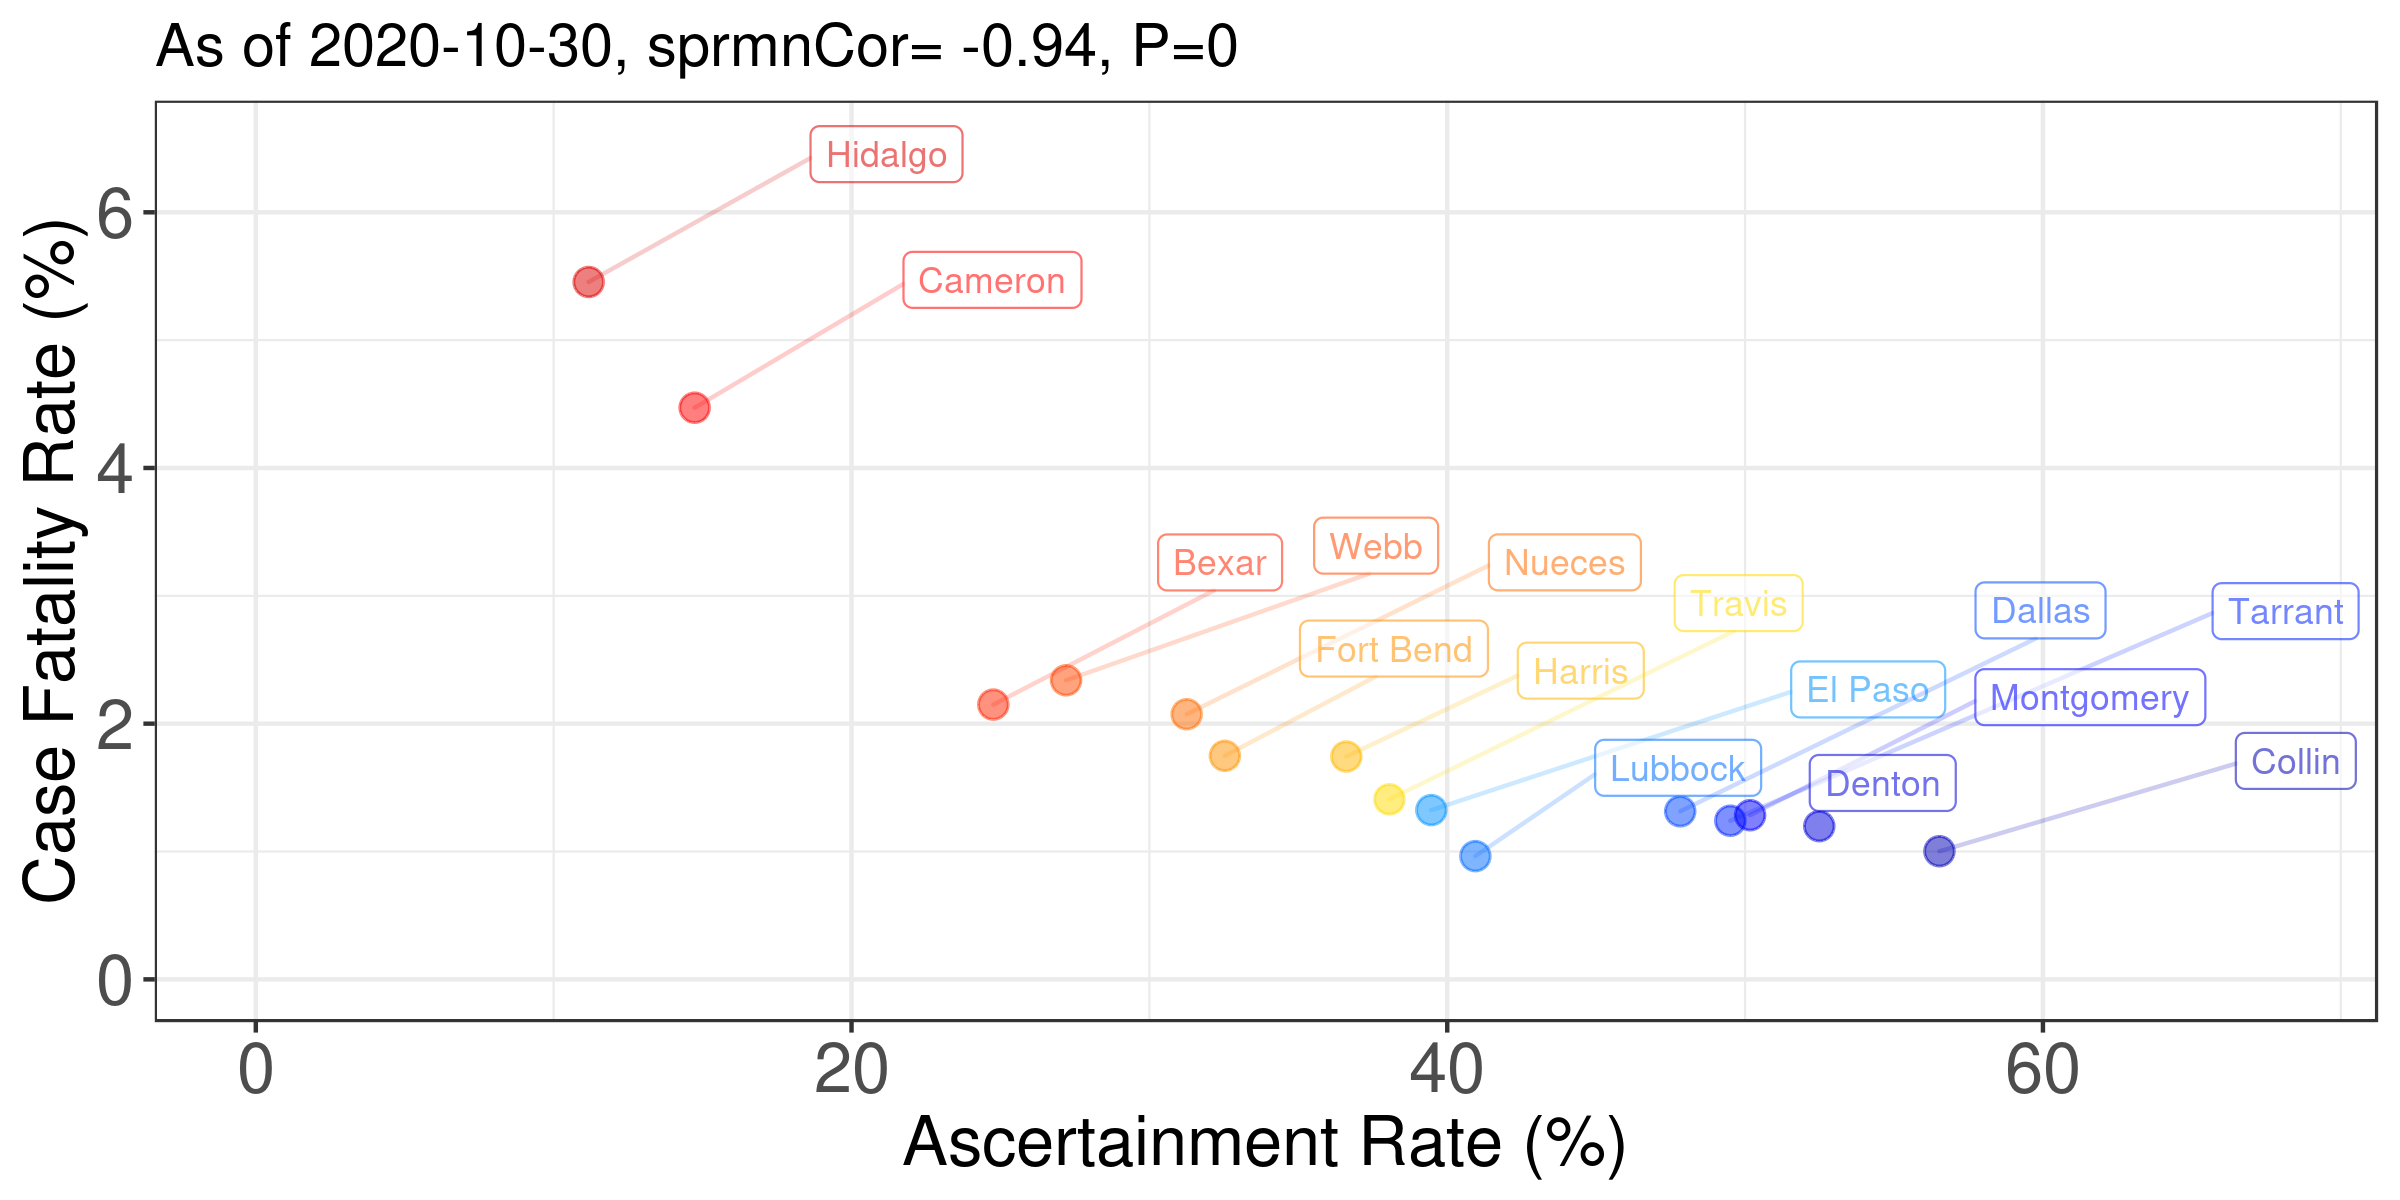 As of 2020-10-30, sprmnCor= -0.94, P=0
Case Fatality Rate (%)
6
4
2
0
Hidalgo
Cameron
Webb
Bexar
Nueces
Travis
Dallas
Tarrant
Fort Bend
Harris
El Paso
Montgomery
Lubbock
Denton
Collin
0
20
40
60
Ascertainment Rate (%)